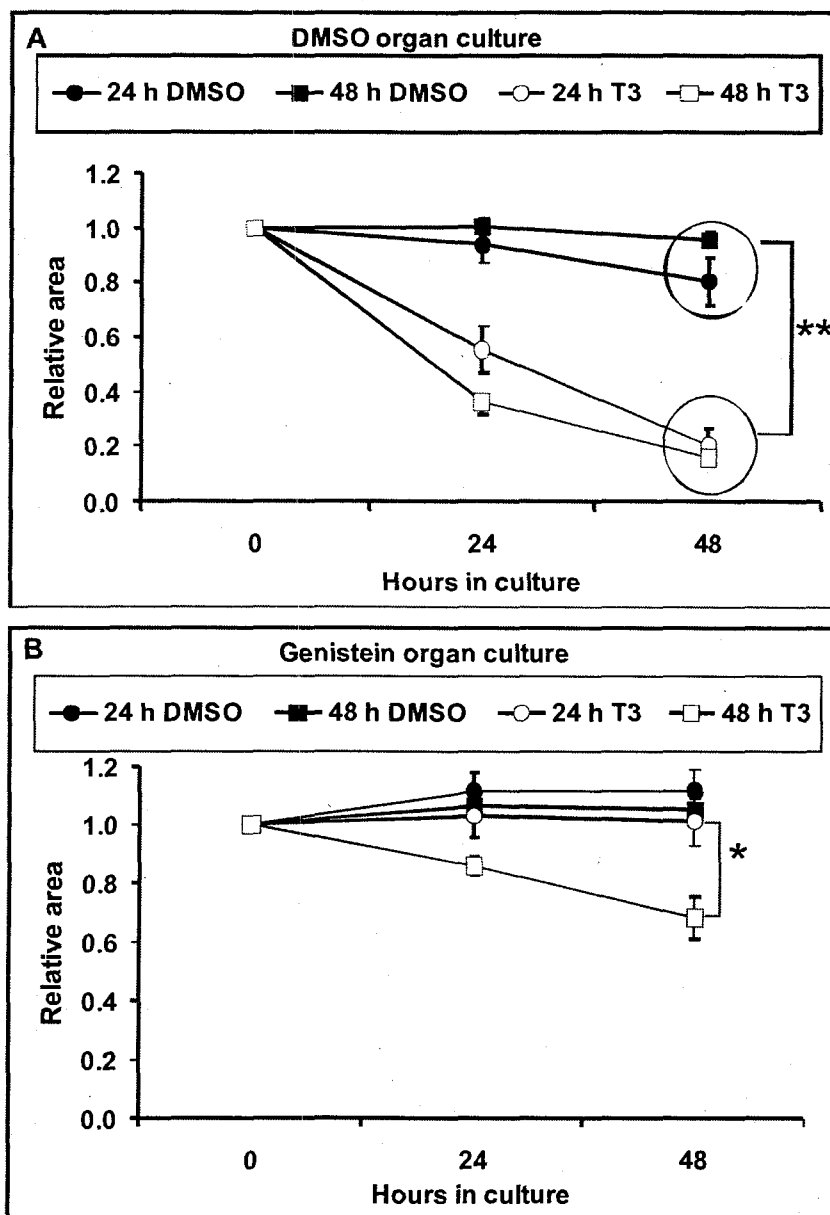 A
DMSO organ culture
24 h DMSO 48 h DMSO 24 h T3 48 h T3
1.2
1.0
0.8
0.6
0.4
0.2
0.0
Relative area
**
0 24 48
Hours in culture
B
Genistein organ culture
24 h DMSO 48 h DMSO 24 h T3 48 h T3
1.2
1.0
0.8
0.6
0.4
0.2
0.0
Relative area
*
0 24 48
Hours in culture